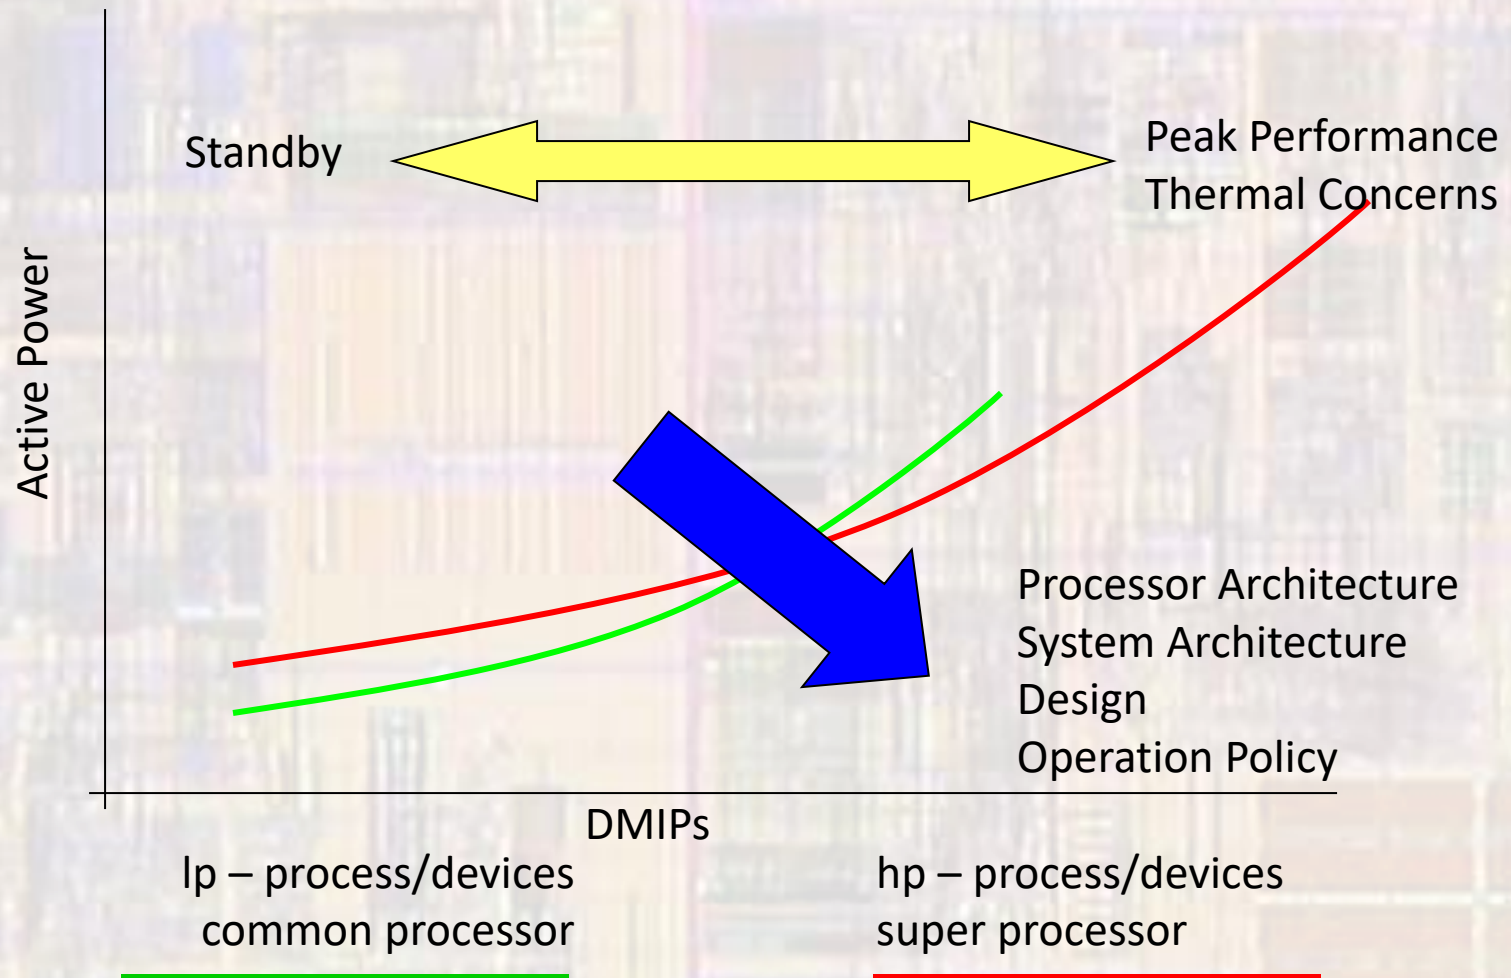 Standby
Peak Performance
Thermal Concerns
Active Power
Processor Architecture
System Architecture
Design
Operation Policy
DMIPs
lp – process/devices
common processor
hp – process/devices
super processor